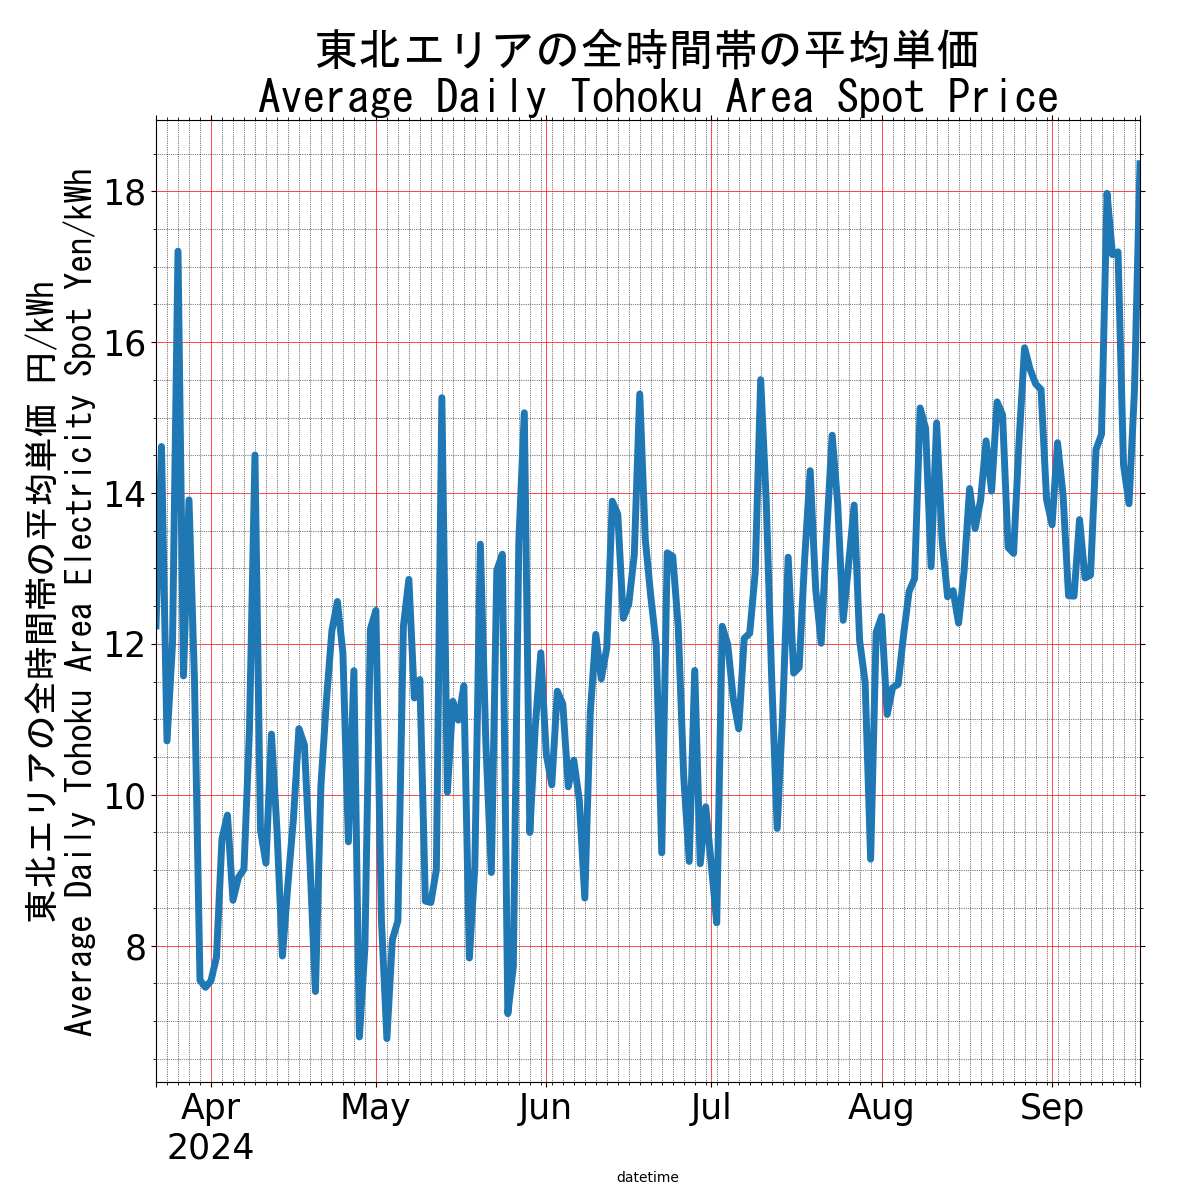 東北エリアの全時間帯の平均単価
Average Daily Tohoku Area Spot Price
東北エリアの全時間帯の平均単価 円/kWh
Average Daily Tohoku Area Electricity Spot Yen/kWh
18
16
14
12
10
8
Apr
2024
May
Jun
Jul
Aug
Sep
datetime